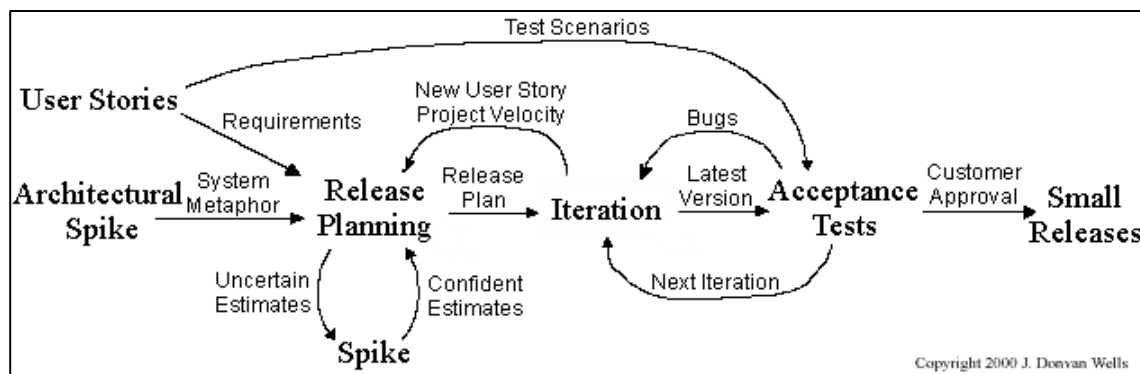 Test Scenarios
User Stories
New User Story
Project Velocity
Requirements
Bugs
Architectural
Spike
System
Metaphor
Release
Planning
Release
Plan
Iteration
Latest
Version
Acceptance
Tests
Customer
Approval
Small
Releases
Uncertain
Estimates
Confident
Estimates
Next Iteration
Spike
Copyright 2000 J. Donvan Wells